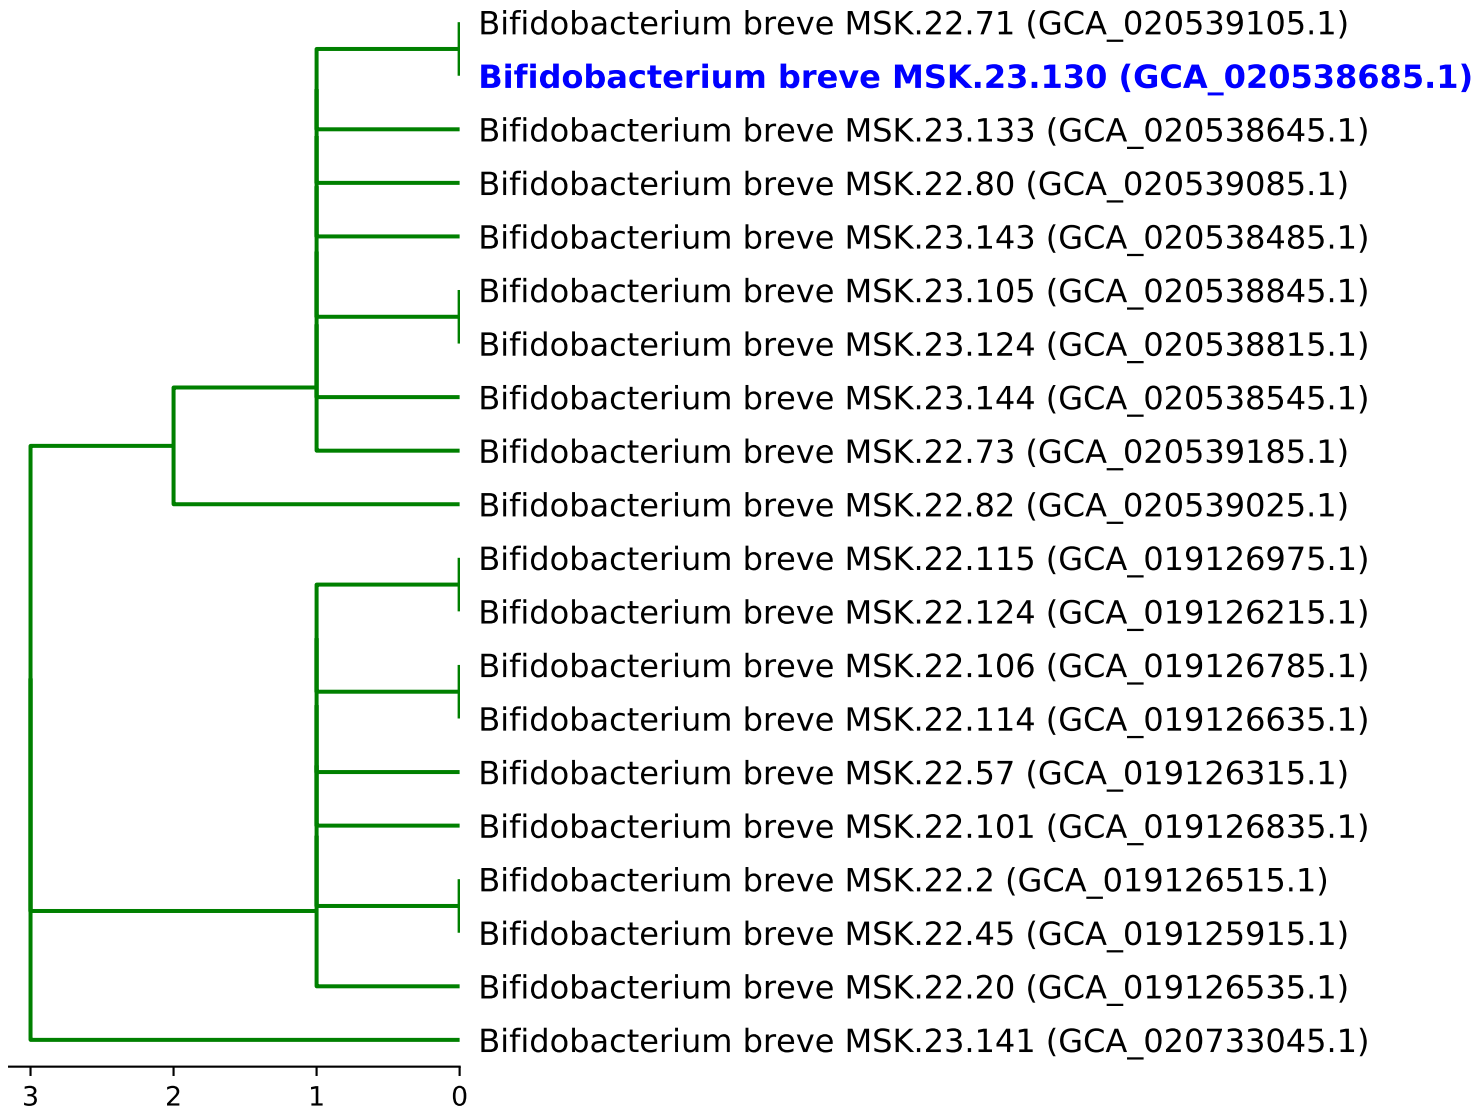 Bifidobacterium breve MSK.22.71 (GCA_020539105.1)
Bifidobacterium breve MSK.23.130 (GCA_020538685.1)
Bifidobacterium breve MSK.23.133 (GCA_020538645.1)
Bifidobacterium breve MSK.22.80 (GCA_020539085.1)
Bifidobacterium breve MSK.23.143 (GCA_020538485.1)
Bifidobacterium breve MSK.23.105 (GCA_020538845.1)
Bifidobacterium breve MSK.23.124 (GCA_020538815.1)
Bifidobacterium breve MSK.23.144 (GCA_020538545.1)
Bifidobacterium breve MSK.22.73 (GCA_020539185.1)
Bifidobacterium breve MSK.22.82 (GCA_020539025.1)
Bifidobacterium breve MSK.22.115 (GCA_019126975.1)
Bifidobacterium breve MSK.22.124 (GCA_019126215.1)
Bifidobacterium breve MSK.22.106 (GCA_019126785.1)
Bifidobacterium breve MSK.22.114 (GCA_019126635.1)
Bifidobacterium breve MSK.22.57 (GCA_019126315.1)
Bifidobacterium breve MSK.22.101 (GCA_019126835.1)
Bifidobacterium breve MSK.22.2 (GCA_019126515.1)
Bifidobacterium breve MSK.22.45 (GCA_019125915.1)
Bifidobacterium breve MSK.22.20 (GCA_019126535.1)
Bifidobacterium breve MSK.23.141 (GCA_020733045.1)
3 2 1 0